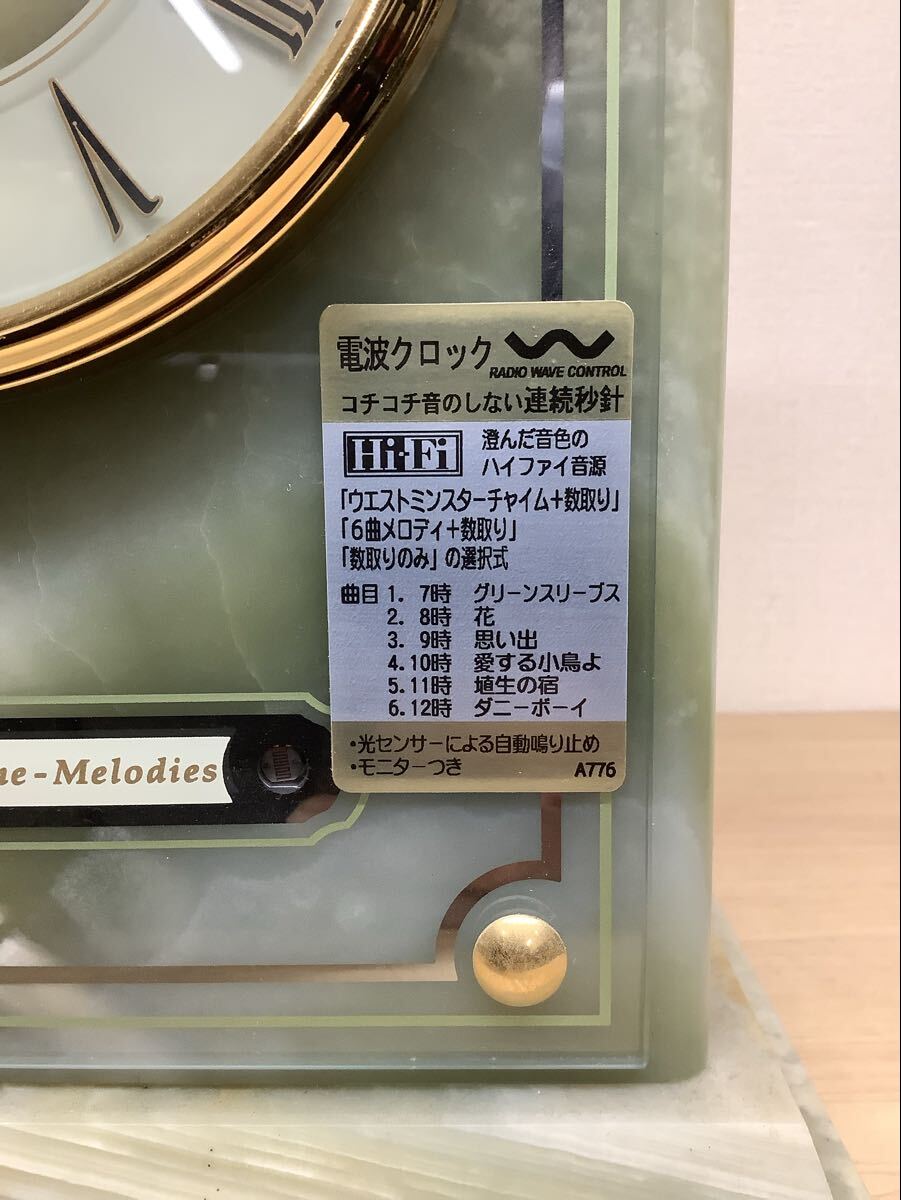 電波クロック
RADIO WAVE CONTROL
コチコチ音のしない連続秒針
Hi-Fi
澄んだ音色の
ハイファイ音源
「ウエストミンスターチャイム+数取り」
「6曲メロディ+数取り」
「数取りのみ」の選択式
曲目 1. 7時 グリーンスリーブス
2. 8時 花
3. 9時 思い出
4.10時 愛する小鳥よ
5.11時 埴生の宿
6.12時 ダニーボーイ
・光センサーによる自動鳴り止め
・モニターつき A776
-Melodies
V